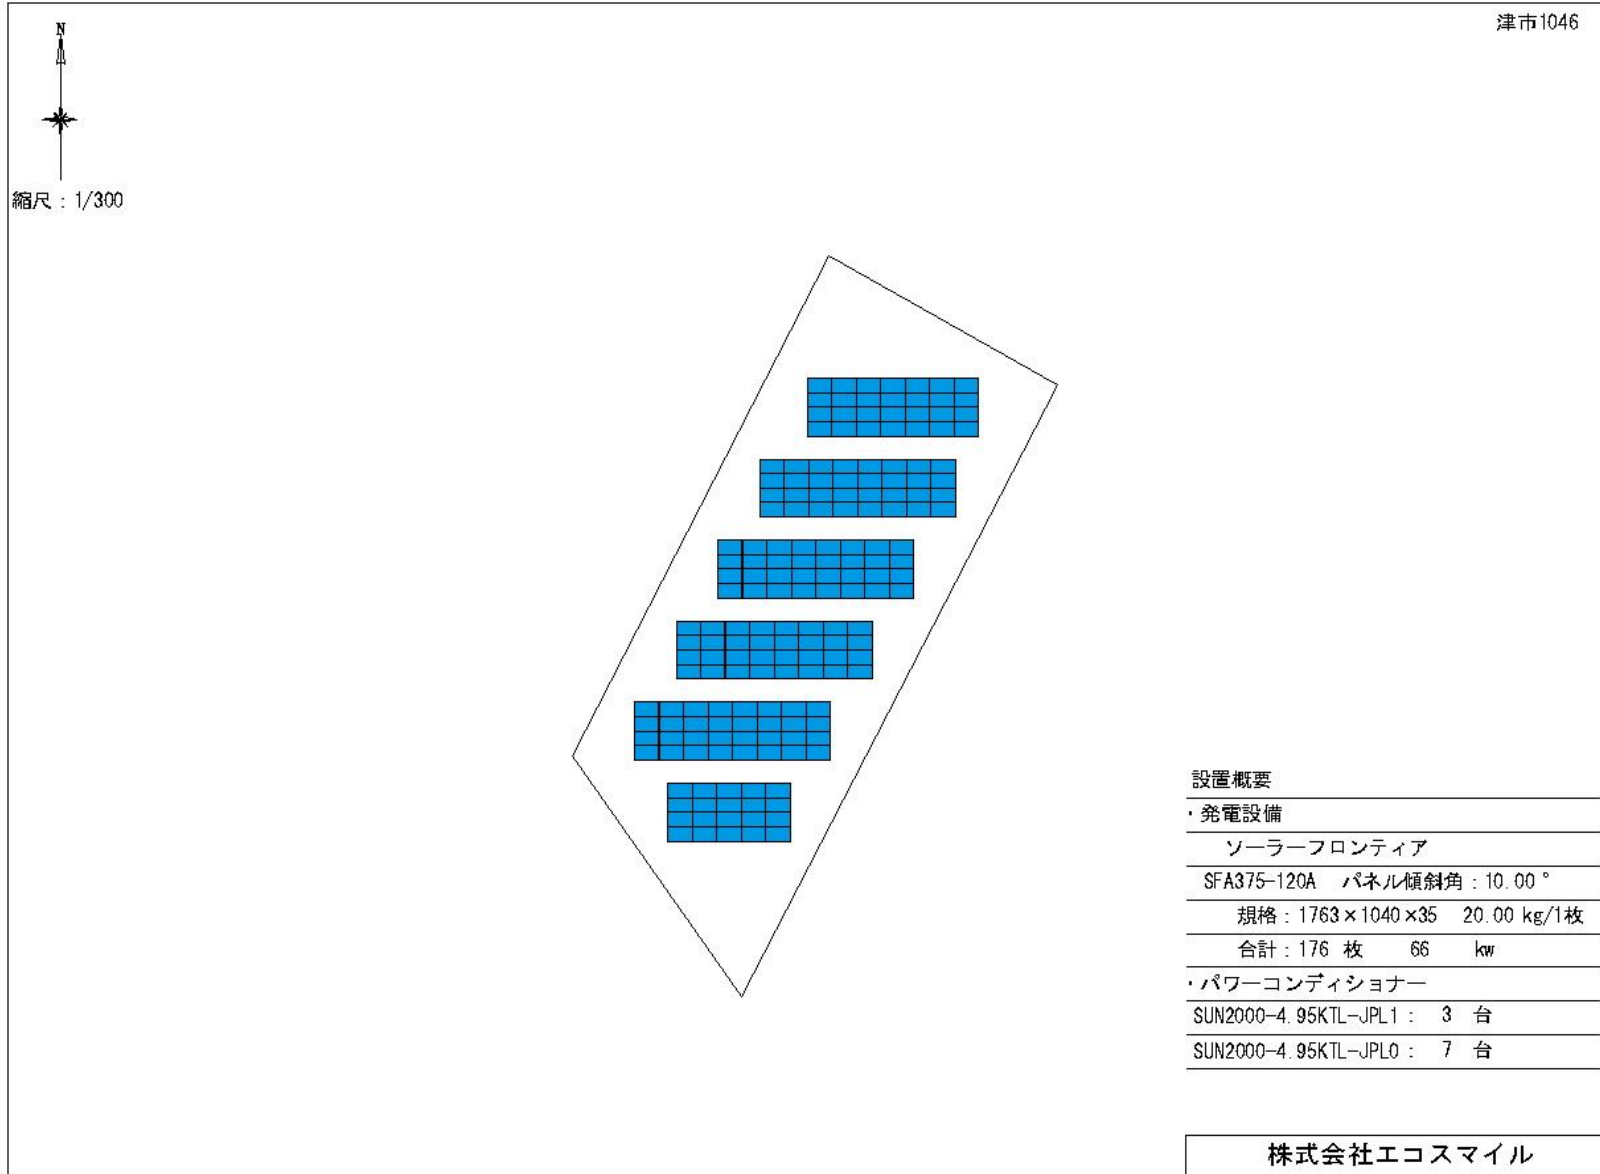 津市1046
N
縮尺：1/300
設置概要
・発電設備
ソーラーフロンティア
SFA375-120A パネル傾斜角：10.00°
規格：1763×1040×35 20.00 kg/1枚
合計：176 枚 66 kw
・パワーコンディショナー
SUN2000-4.95KTL-JPL1： 3 台
SUN2000-4.95KTL-JPL0： 7 台
株式会社エコスマイル